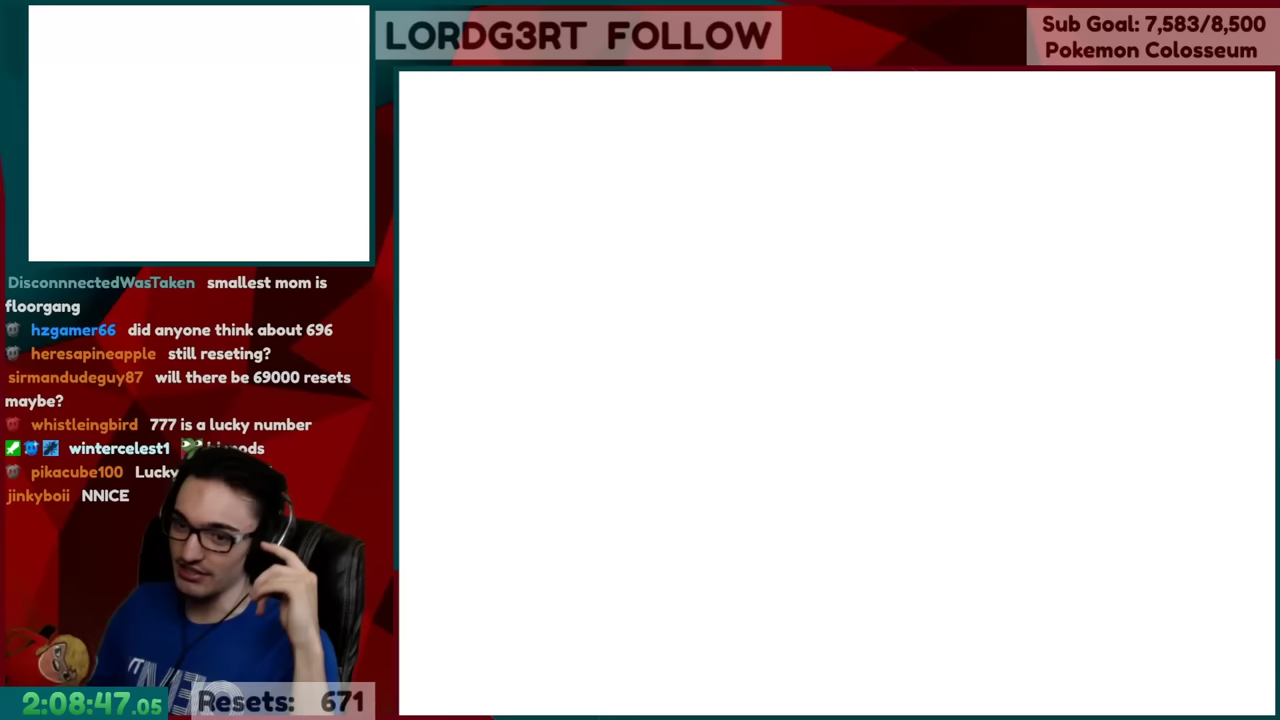 LORDG3RT FOLLOW
Sub Goal: 7,583/8,500
Pokemon Colosseum
DisconnnectedWasTaken smallest mom is
floorgang
hzgamer66 did anyone think about 696
heresapineapple still reseting?
sirmandudeguy87 will there be 69000 resets
maybe?
whistleingbird 777 is a lucky number
wintercelest1
pikacube100 Lucky
jinkyboii NNICE
2:08:47.05
Resets: 671